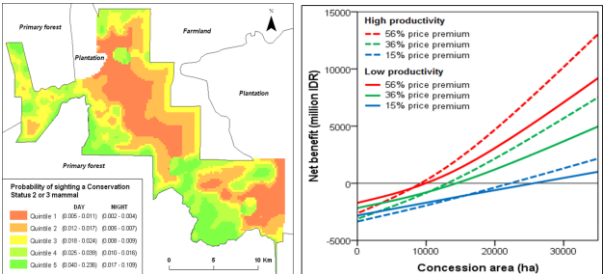 Primary forest
Farmland
N
Plantation
Plantation
Primary forest
Probability of sighting a Conservation
Status 2 or 3 mammal
DAY NIGHT
Quintile 1 (0.005 - 0.011) (0.002 - 0.004)
Quintile 2 (0.012 - 0.017) (0.005 - 0.007)
Quintile 3 (0.018 - 0.024) (0.008 - 0.009)
Quintile 4 (0.025 - 0.039) (0.010 - 0.016)
Quintile 5 (0.040 - 0.236) (0.017 - 0.109)
0 5 10 Km
15000
10000
5000
0
-5000
Net benefit (million IDR)
High productivity
56% price premium
36% price premium
15% price premium
Low productivity
56% price premium
36% price premium
15% price premium
0 10000 20000 30000
Concession area (ha)